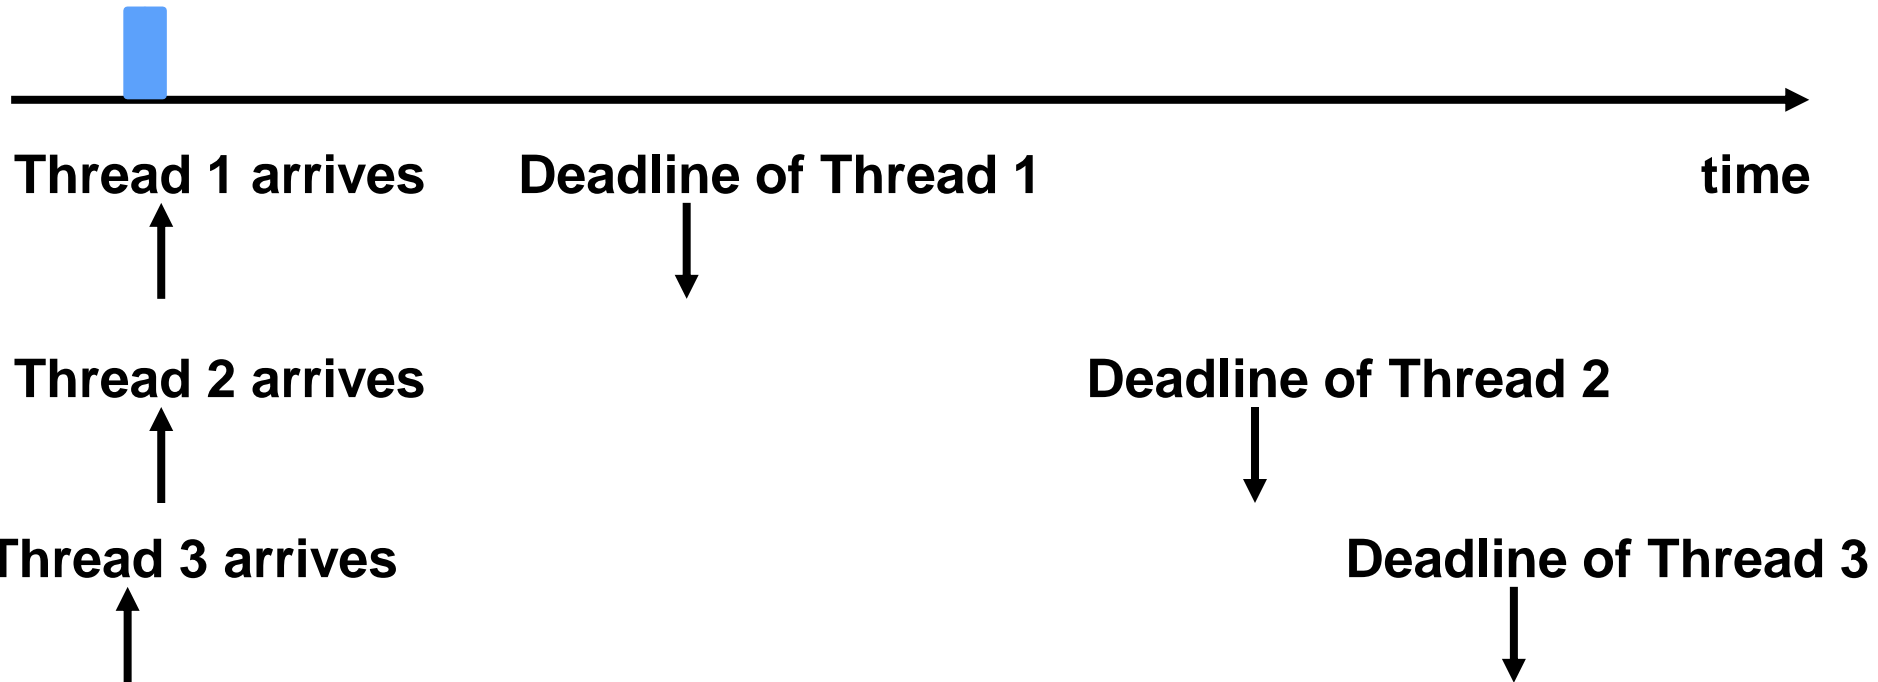 Thread 1 arrives Deadline of Thread 1 time
Thread 2 arrives Deadline of Thread 2
Thread 3 arrives Deadline of Thread 3